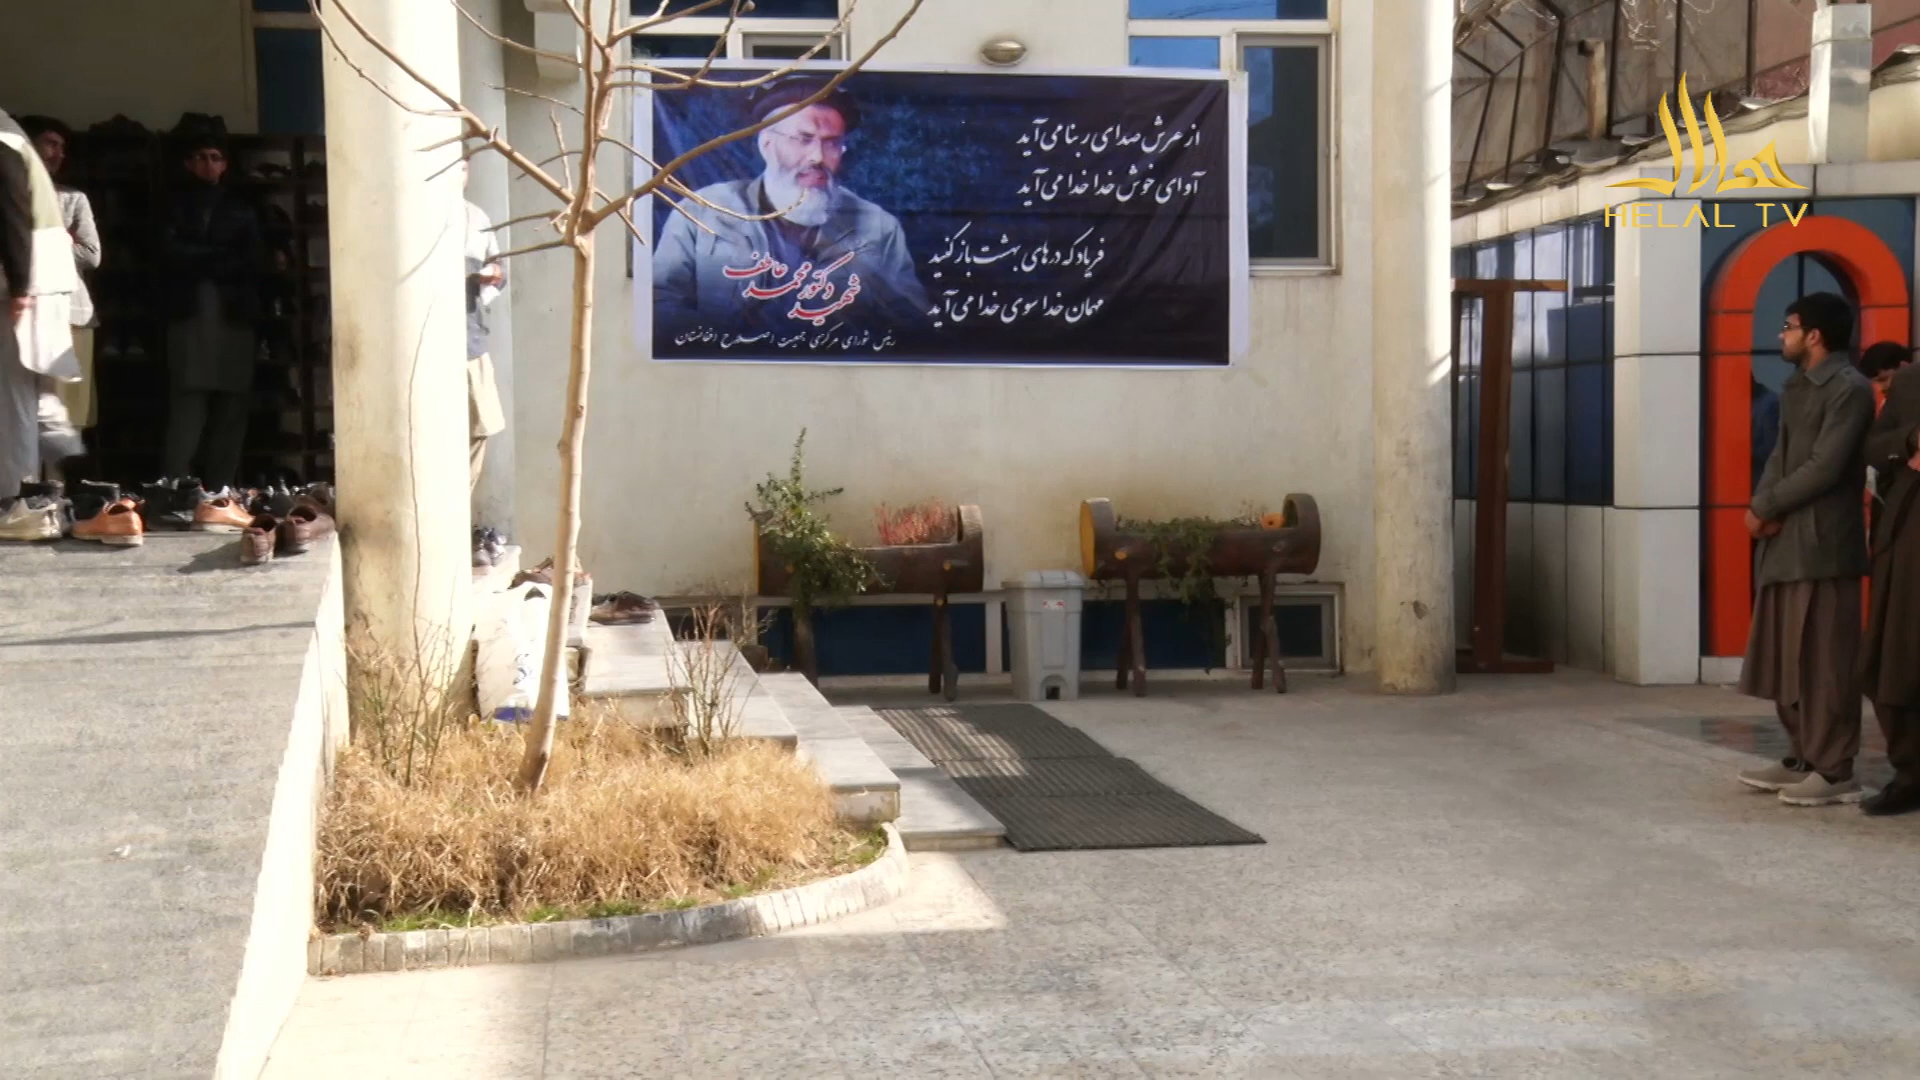 از عرش صدای ربنا می آید
آوای خوش خدا خدا می آید
فریاد که درهای بهشت باز کنید
مهمان خدا سوی خدا می آید
شهید دکتور محمد عاطف
رئیس شورای مرکزی جمعیت اصلاح افغانستان
هلال
HELAL TV